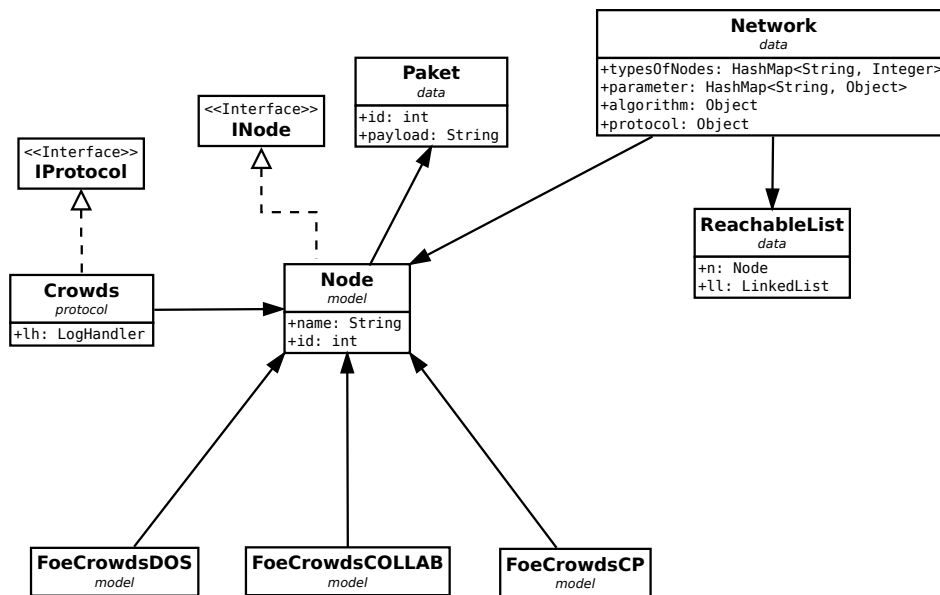 Network
data
+typesOfNodes: HashMap<String, Integer>
+parameter: HashMap<String, Object>
+algorithm: Object
+protocol: Object
Paket
data
+id: int
+payload: String
<<Interface>>
INode
<<Interface>>
IProtocol
ReachableList
data
+n: Node
+ll: LinkedList
Crowds
protocol
+lh: LogHandler
Node
model
+name: String
+id: int
FoeCrowdsDOS
model
FoeCrowdsCOLLAB
model
FoeCrowdsCP
model